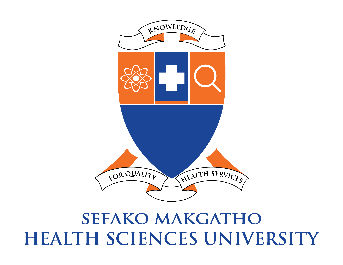 KNOWLEDGE
FOR QUALITY HEALTH SERVICES
SEFAKO MAKGATHO
HEALTH SCIENCES UNIVERSITY